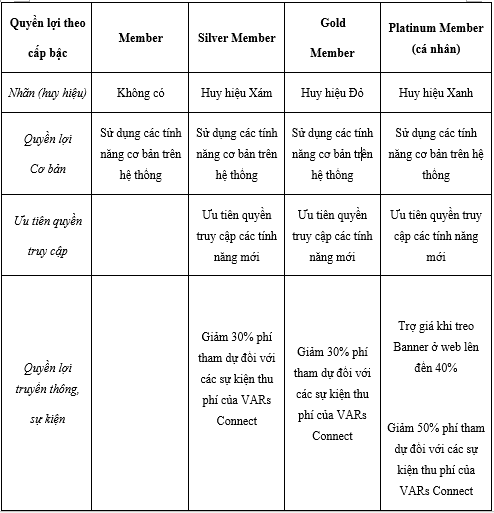 Quyền lợi theo
cấp bậc
Member
Silver Member
Gold
Member
Platinum Member
(cá nhân)
Nhãn (huy hiệu)
Không có
Huy hiệu Xám
Huy hiệu Đỏ
Huy hiệu Xanh
Quyền lợi
Cơ bản
Sử dụng các tính
năng cơ bản trên
hệ thống
Sử dụng các tính
năng cơ bản trên
hệ thống
Sử dụng các tính
năng cơ bản trên
hệ thống
Sử dụng các tính
năng cơ bản trên hệ
thống
Ưu tiên quyền
truy cập
Ưu tiên quyền
truy cập các tính
năng mới
Ưu tiên quyền
truy cập các tính
năng mới
Ưu tiên quyền truy
cập các tính năng
mới
Quyền lợi
truyền thông,
sự kiện
Giảm 30% phí
tham dự đối với
các sự kiện thu
phí của VARs
Connect
Giảm 30% phí
tham dự đối với
các sự kiện thu
phí của VARs
Connect
Trợ giá khi treo
Banner ở web lên
đến 40%
Giảm 50% phí tham
dự đối với các sự
kiện thu phí của
VARs Connect